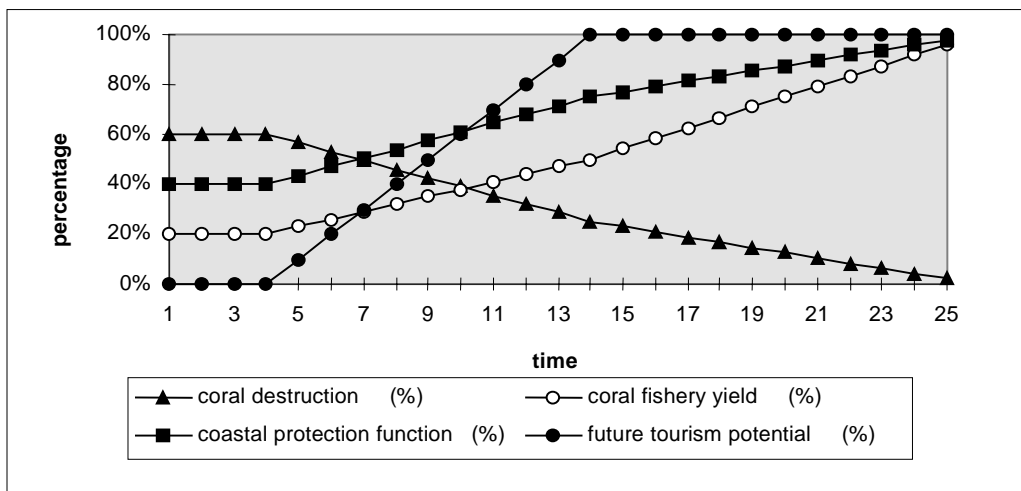 100%
80%
60%
40%
20%
0%
percentage
1 3 5 7 9 11 13 15 17 19 21 23 25
time
coral destruction (%) coral fishery yield (%)
coastal protection function (%) future tourism potential (%)